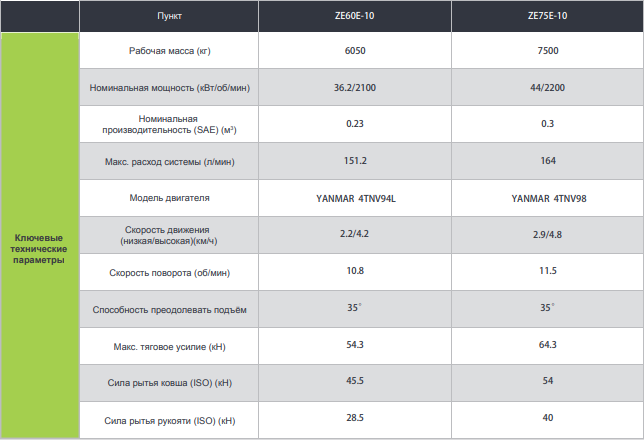 Пункт ZE60E-10 ZE75E-10
Рабочая масса (кг) 6050 7500
Номинальная мощность (кВт/об/мин) 36.2/2100 44/2200
Номинальная
производительность (SAE) (м³) 0.23 0.3
Макс. расход системы (л/мин) 151.2 164
Модель двигателя YANMAR 4TNV94L YANMAR 4TNV98
Скорость движения
(низкая/высокая)(км/ч) 2.2/4.2 2.9/4.8
Ключевые
технические
параметры
Скорость поворота (об/мин) 10.8 11.5
Способность преодолевать подъём 35° 35°
Макс. тяговое усилие (кН) 54.3 64.3
Сила рытья ковша (ISO) (кН) 45.5 54
Сила рытья рукояти (ISO) (кН) 28.5 40